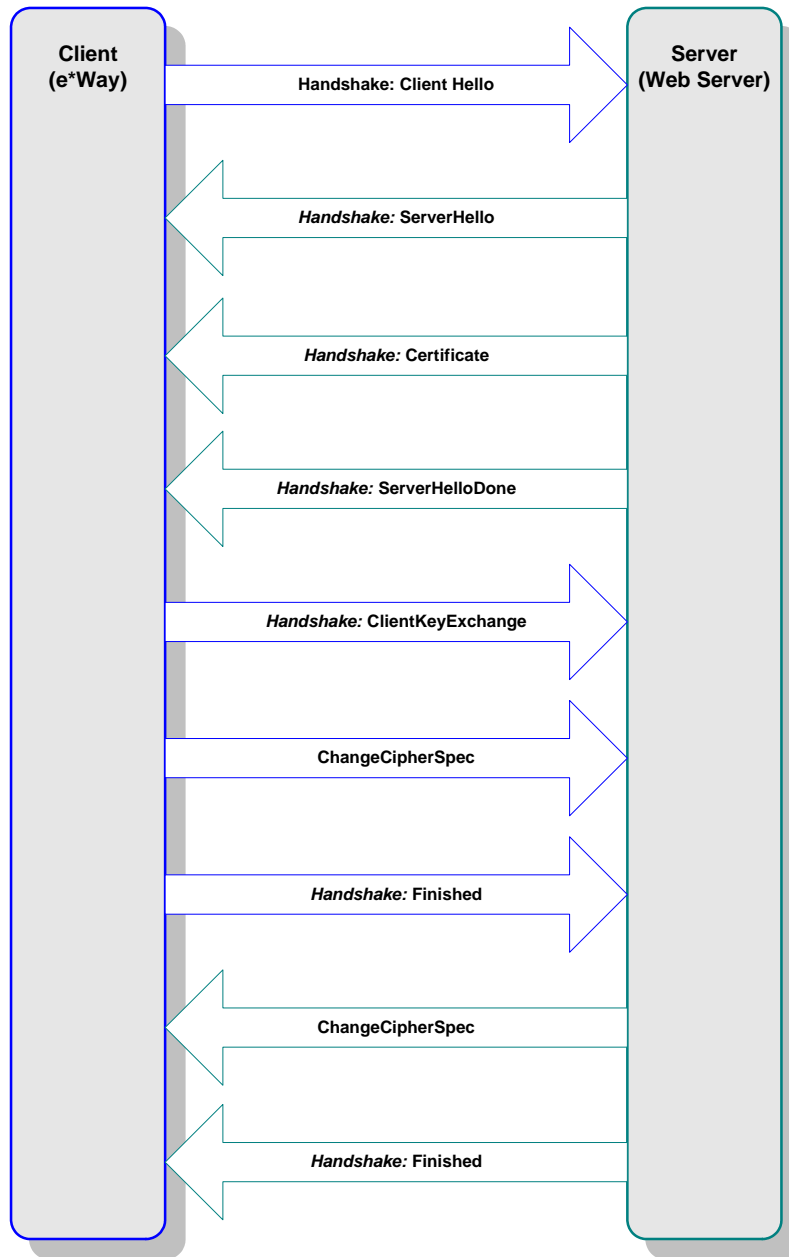 Client
(e*Way)
Server
(Web Server)
Handshake: Client Hello
Handshake: ServerHello
Handshake: Certificate
Handshake: ServerHelloDone
Handshake: ClientKeyExchange
ChangeCipherSpec
Handshake: Finished
ChangeCipherSpec
Handshake: Finished